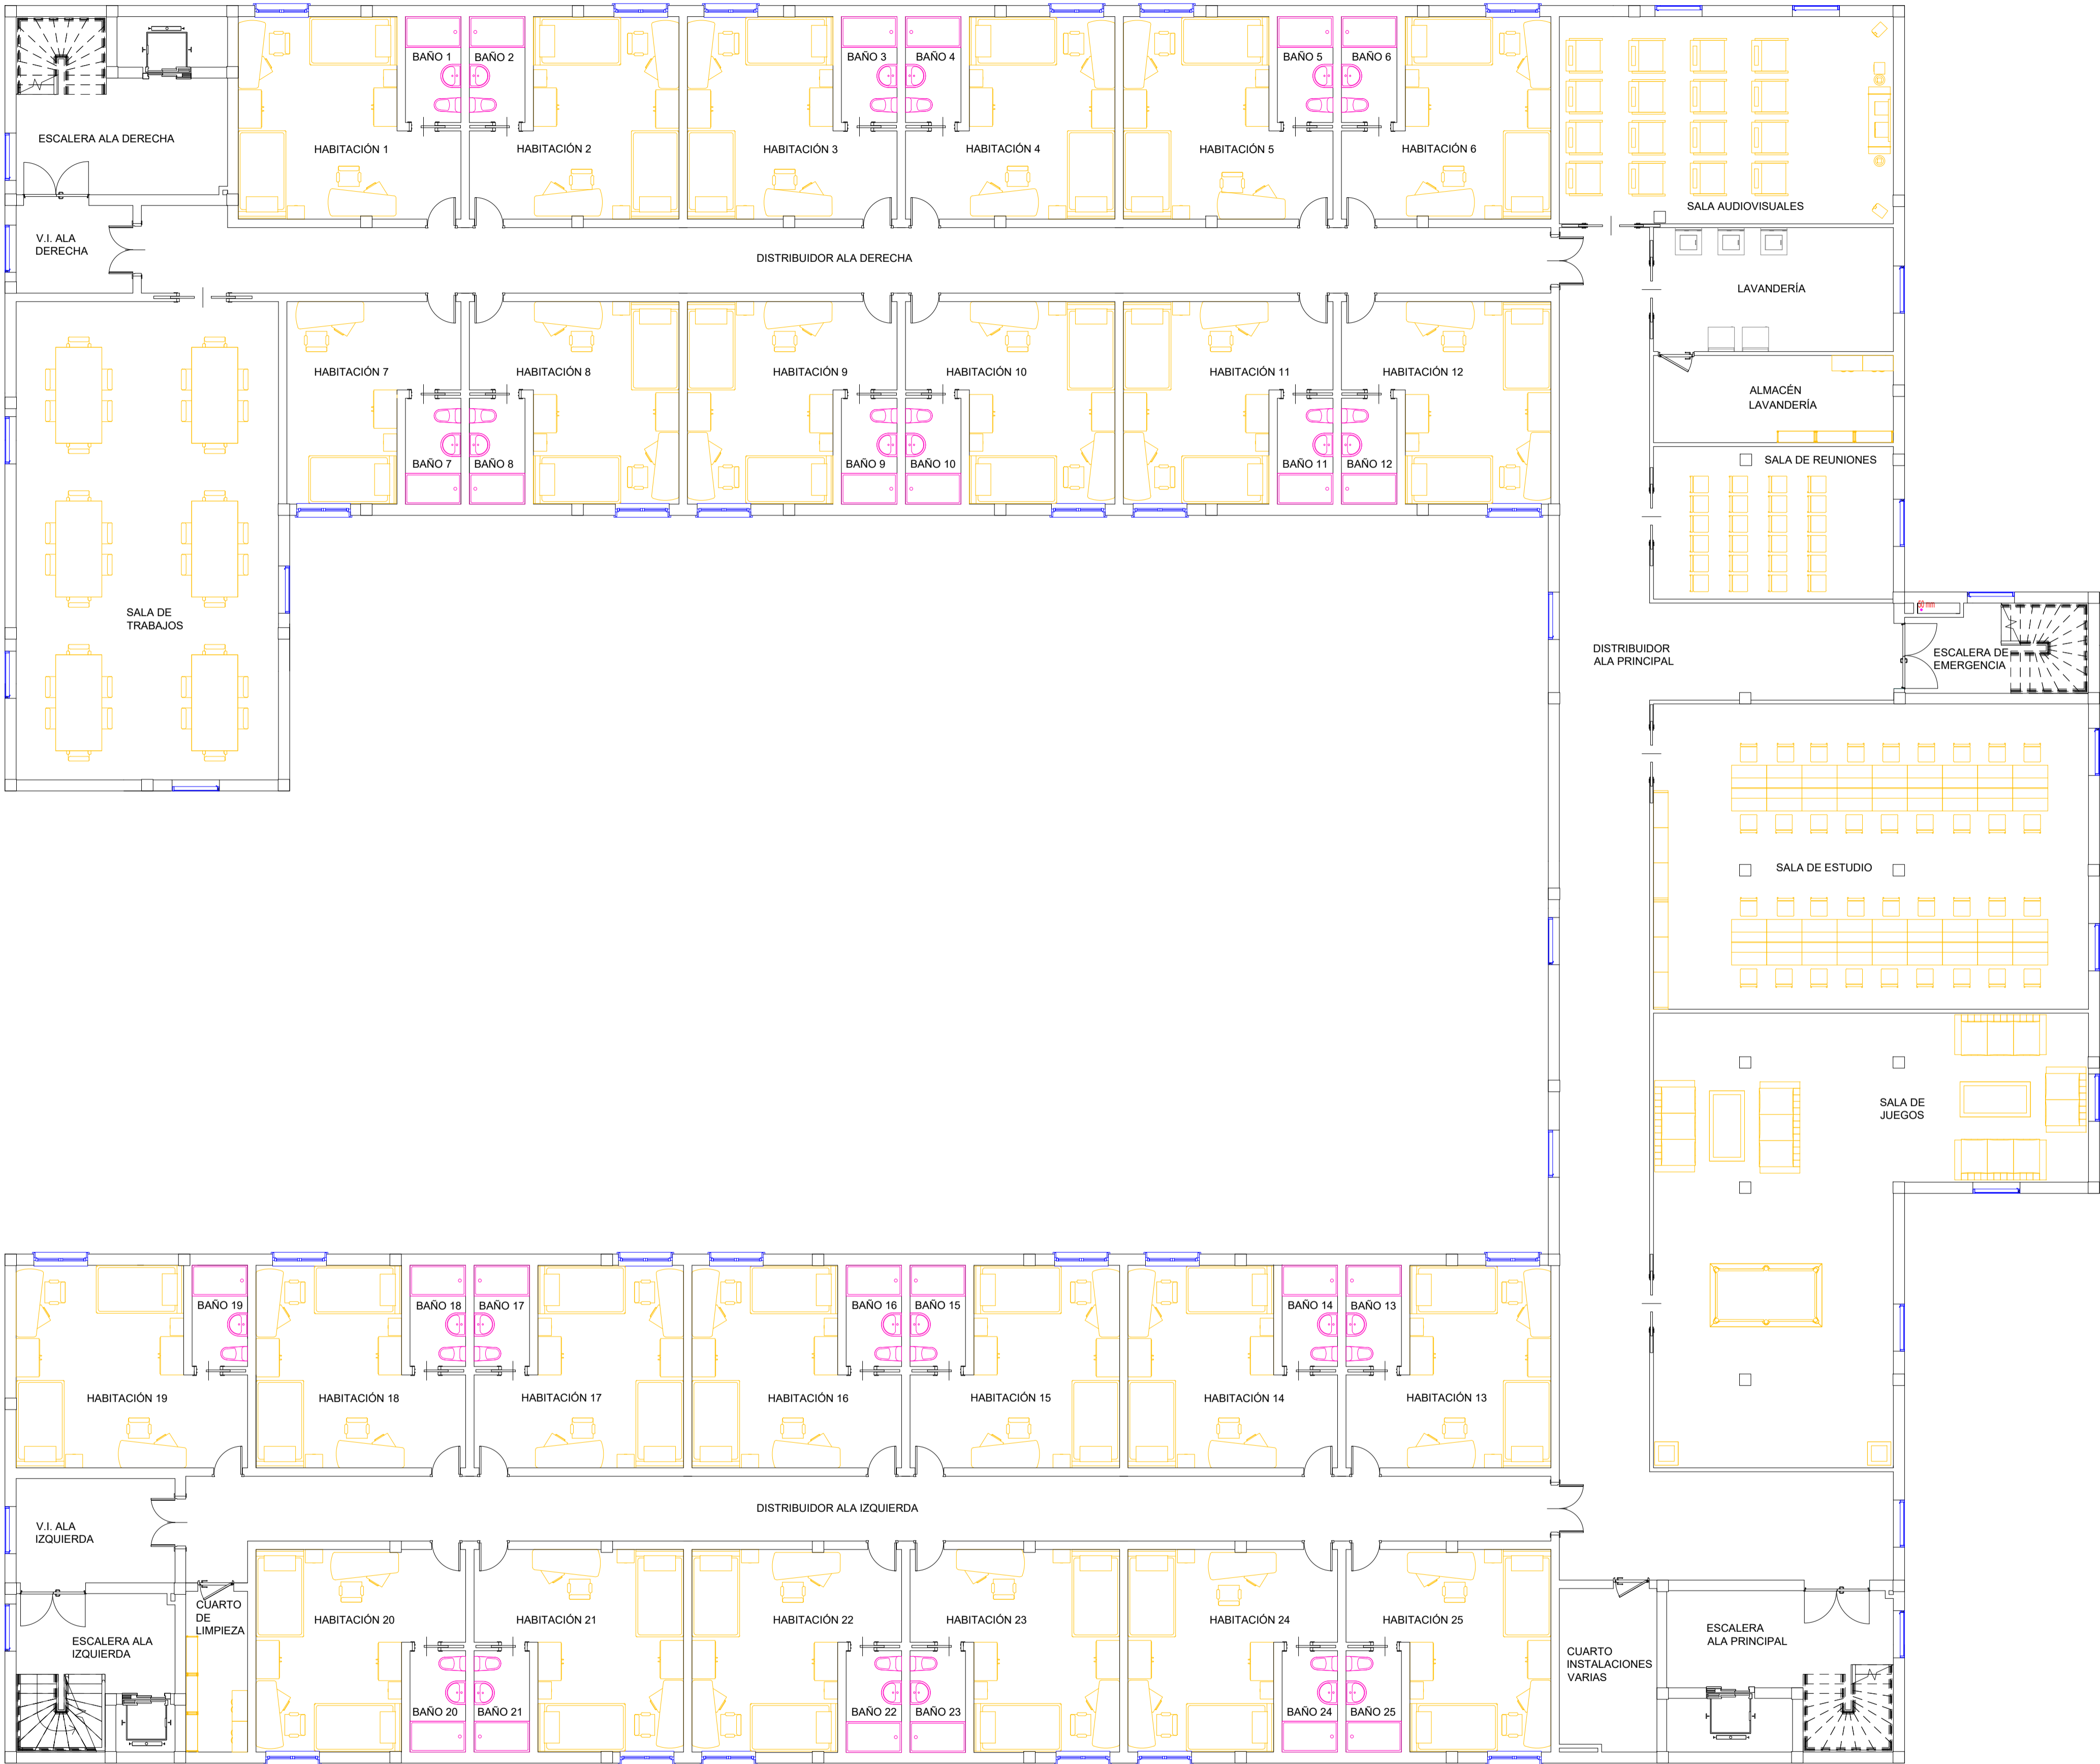 BAÑO 1
BAÑO 2
BAÑO 3
BAÑO 4
BAÑO 5
BAÑO 6
ESCALERA ALA DERECHA
HABITACIÓN 1
HABITACIÓN 2
HABITACIÓN 3
HABITACIÓN 4
HABITACIÓN 5
HABITACIÓN 6
SALA AUDIOVISUALES
V.I. ALA
DERECHA
DISTRIBUIDOR ALA DERECHA
LAVANDERÍA
HABITACIÓN 7
HABITACIÓN 8
HABITACIÓN 9
HABITACIÓN 10
HABITACIÓN 11
HABITACIÓN 12
ALMACÉN
LAVANDERÍA
BAÑO 7
BAÑO 8
BAÑO 9
BAÑO 10
BAÑO 11
BAÑO 12
SALA DE REUNIONES
SALA DE
TRABAJOS
60 mm
DISTRIBUIDOR
ALA PRINCIPAL
ESCALERA DE
EMERGENCIA
SALA DE ESTUDIO
SALA DE
JUEGOS
BAÑO 19
BAÑO 18
BAÑO 17
BAÑO 16
BAÑO 15
BAÑO 14
BAÑO 13
HABITACIÓN 19
HABITACIÓN 18
HABITACIÓN 17
HABITACIÓN 16
HABITACIÓN 15
HABITACIÓN 14
HABITACIÓN 13
DISTRIBUIDOR ALA IZQUIERDA
V.I. ALA
IZQUIERDA
CUARTO
DE
LIMPIEZA
HABITACIÓN 20
HABITACIÓN 21
HABITACIÓN 22
HABITACIÓN 23
HABITACIÓN 24
HABITACIÓN 25
ESCALERA ALA
IZQUIERDA
ESCALERA
ALA PRINCIPAL
CUARTO
INSTALACIONES
VARIAS
BAÑO 20
BAÑO 21
BAÑO 22
BAÑO 23
BAÑO 24
BAÑO 25